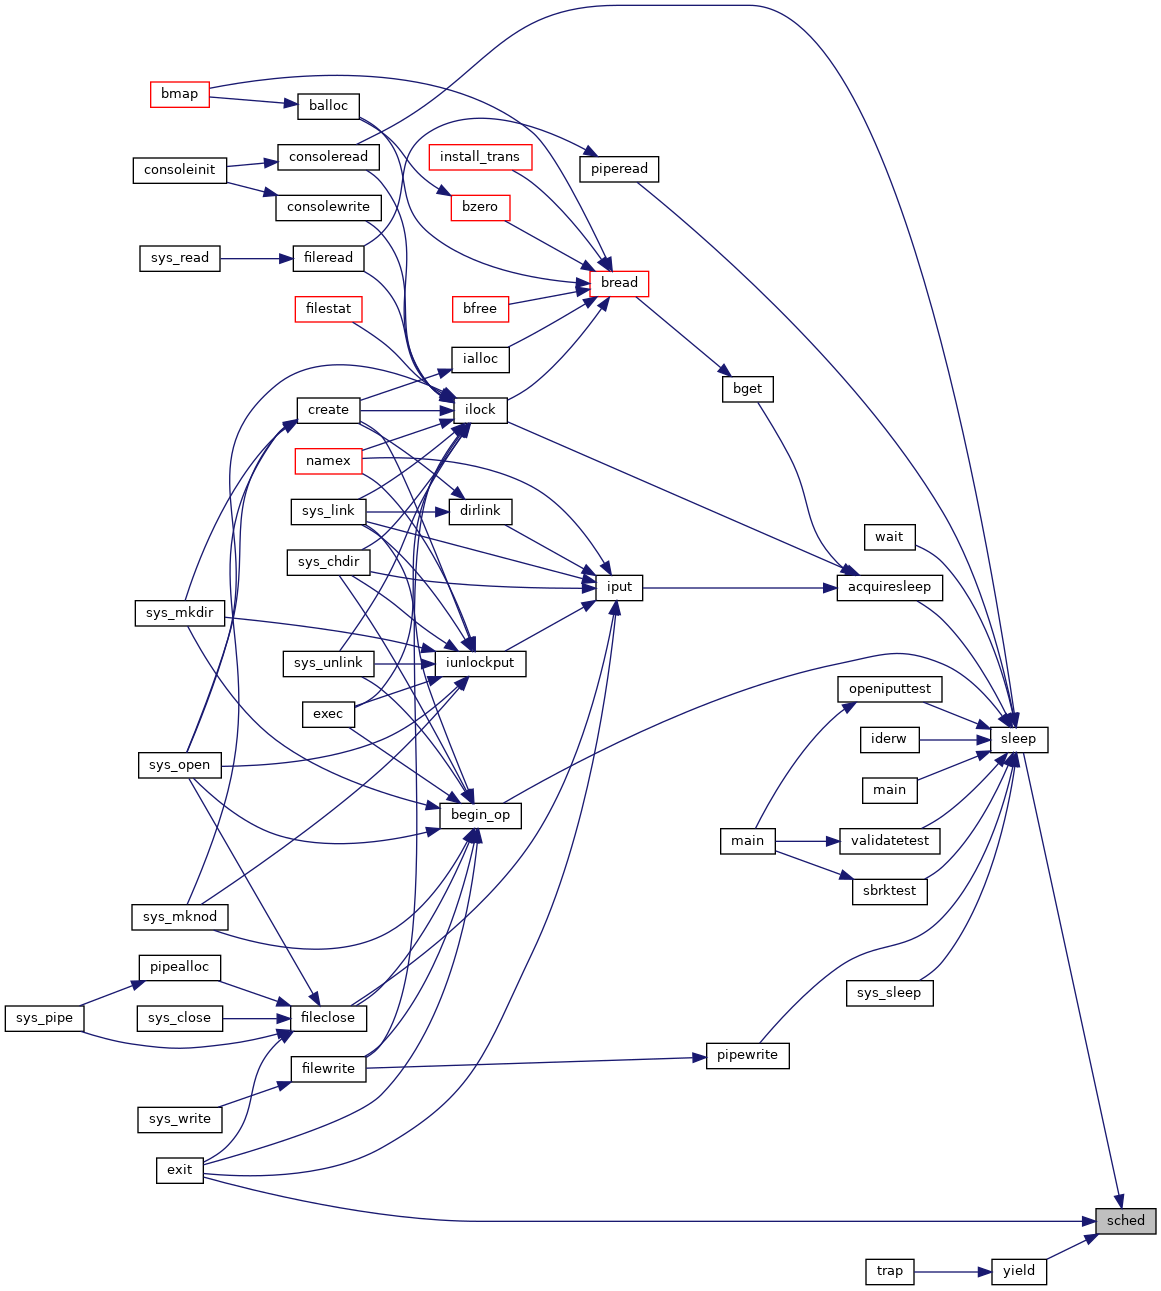 bmap
balloc
consoleread
install_trans
piperead
consoleinit
consolewrite
bzero
sys_read
fileread
bread
filestat
bfree
ialloc
bget
create
ilock
namex
sys_link
dirlink
wait
sys_chdir
iput
acquiresleep
sys_mkdir
sys_unlink
iunlockput
openiputtest
exec
iderw
sleep
sys_open
main
begin_op
main
validatetest
sbrktest
sys_mknod
pipealloc
sys_sleep
sys_pipe
sys_close
fileclose
pipewrite
filewrite
sys_write
exit
sched
trap
yield